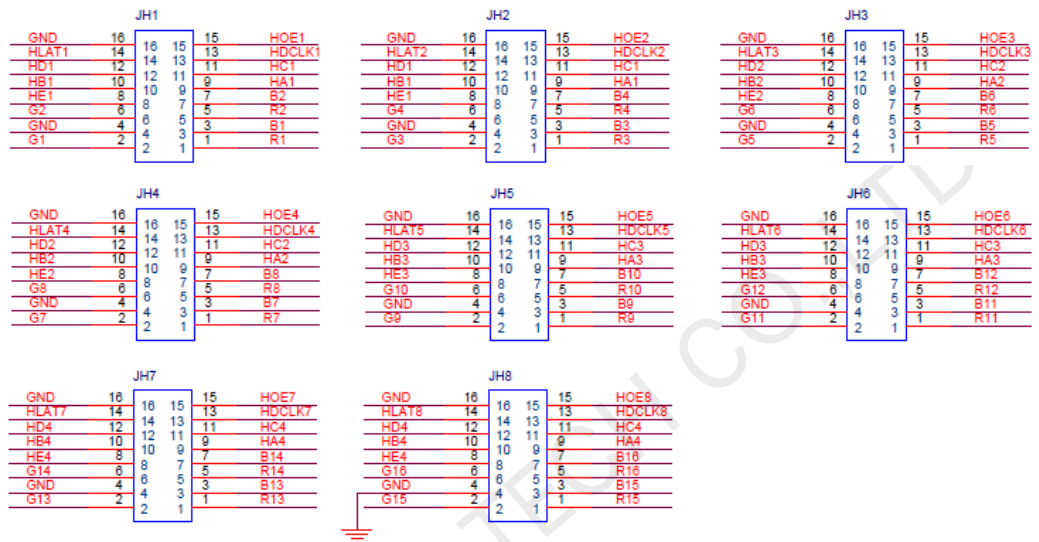 JH1 JH2 JH3
GND 16 16 15 15 HOE1 GND 16 16 15 15 HOE2 GND 16 16 15 15 HOE3
HLAT1 14 14 13 13 HDCLK1 HLAT2 14 14 13 13 HDCLK2 HLAT3 14 14 13 13 HDCLK3
HD1 12 12 11 11 HC1 HD1 12 12 11 11 HC1 HD2 12 12 11 11 HC2
HB1 10 10 9 9 HA1 HB1 10 10 9 9 HA1 HB2 10 10 9 9 HA2
HE1 8 8 7 7 B2 HE1 8 8 7 7 B4 HE2 8 8 7 7 B6
G2 6 6 5 5 R2 G4 6 6 5 5 R4 G6 6 6 5 5 R6
GND 4 4 3 3 B1 GND 4 4 3 3 B3 GND 4 4 3 3 B5
G1 2 2 1 1 R1 G3 2 2 1 1 R3 G5 2 2 1 1 R5
JH4 JH5 JH6
GND 16 16 15 15 HOE4 GND 16 16 15 15 HOE5 GND 16 16 15 15 HOE6
HLAT4 14 14 13 13 HDCLK4 HLAT5 14 14 13 13 HDCLK5 HLAT6 14 14 13 13 HDCLK6
HD2 12 12 11 11 HC2 HD3 12 12 11 11 HC3 HD3 12 12 11 11 HC3
HB2 10 10 9 9 HA2 HB3 10 10 9 9 HA3 HB3 10 10 9 9 HA3
HE2 8 8 7 7 B8 HE3 8 8 7 7 B10 HE3 8 8 7 7 B12
G8 6 6 5 5 R8 G10 6 6 5 5 R10 G12 6 6 5 5 R12
GND 4 4 3 3 B7 GND 4 4 3 3 B9 GND 4 4 3 3 B11
G7 2 2 1 1 R7 G9 2 2 1 1 R9 G11 2 2 1 1 R11
JH7 JH8
GND 16 16 15 15 HOE7 GND 16 16 15 15 HOE8
HLAT7 14 14 13 13 HDCLK7 HLAT8 14 14 13 13 HDCLK8
HD4 12 12 11 11 HC4 HD4 12 12 11 11 HC4
HB4 10 10 9 9 HA4 HB4 10 10 9 9 HA4
HE4 8 8 7 7 B14 HE4 8 8 7 7 B16
G14 6 6 5 5 R14 G16 6 6 5 5 R16
GND 4 4 3 3 B13 GND 4 4 3 3 B15
G13 2 2 1 1 R13 G15 2 2 1 1 R15
TECH CO.,LTD